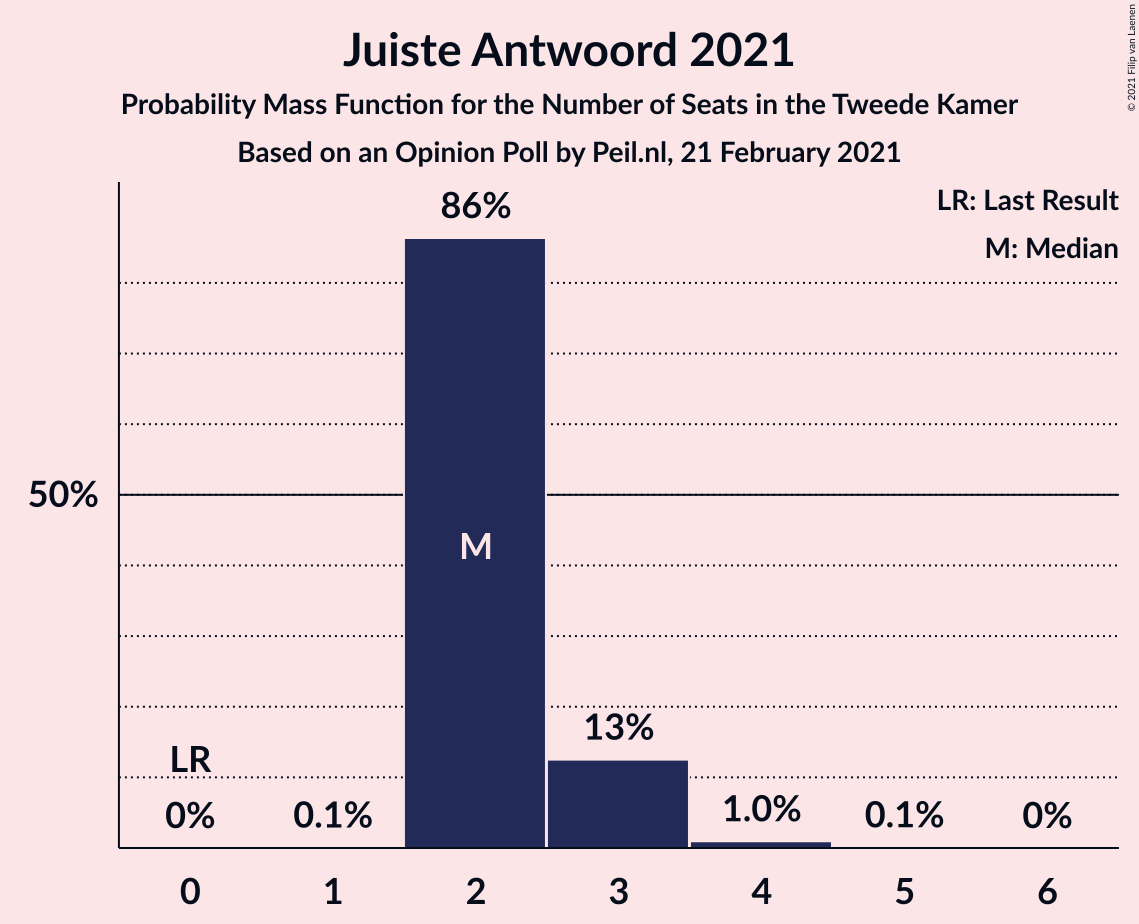 Juiste Antwoord 2021
Probability Mass Function for the Number of Seats in the Tweede Kamer
Based on an Opinion Poll by Peil.nl, 21 February 2021
© 2021 Filip van Laenen
LR: Last Result
M: Median
86%
50%
M
13%
LR
0%
0.1%
1.0%
0.1%
0%
0
1
2
3
4
5
6